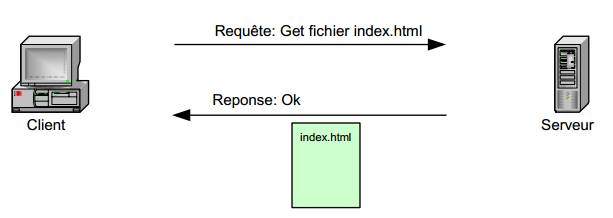 Requête: Get fichier index.html
Reponse: Ok
Client
Serveur
index.html